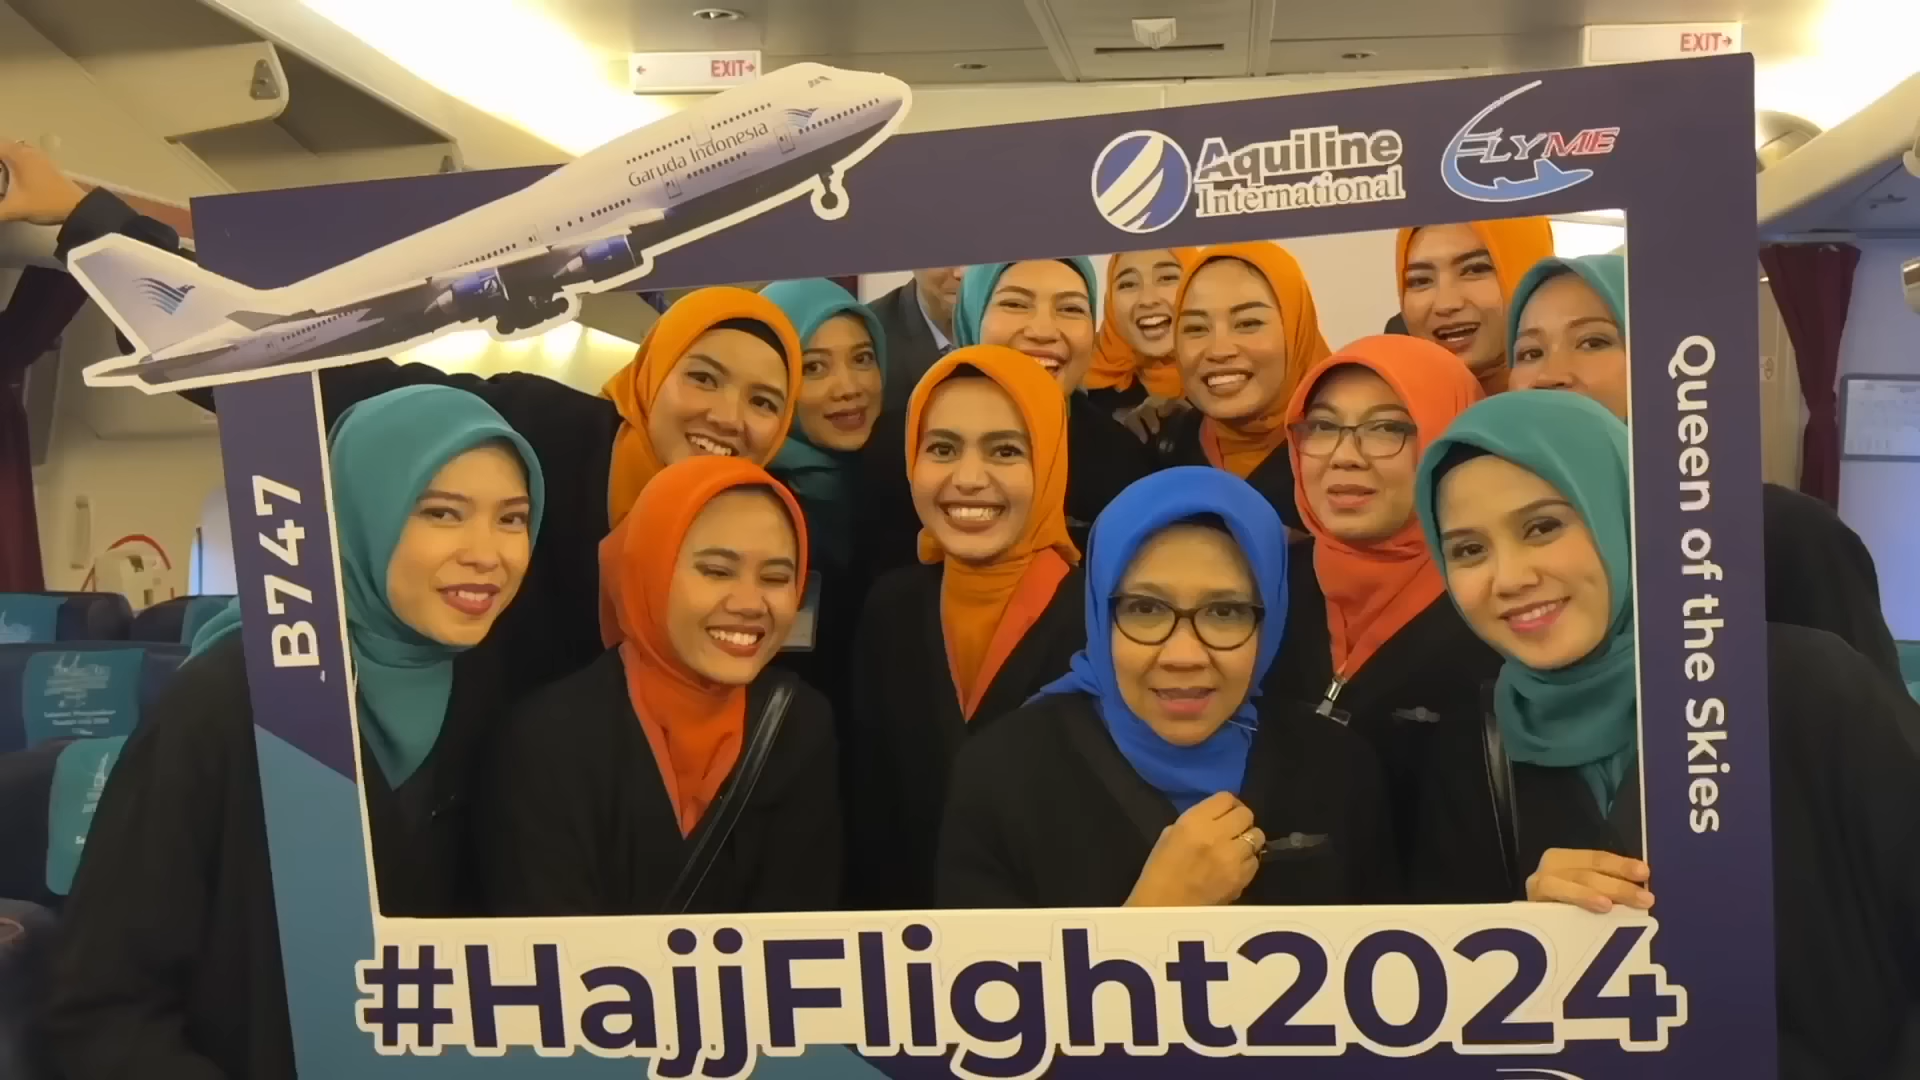 EXIT
EXIT
Garuda Indonesia
Aquiline
International
FLYME
B747
Queen of the Skies
#HajjFlight2024